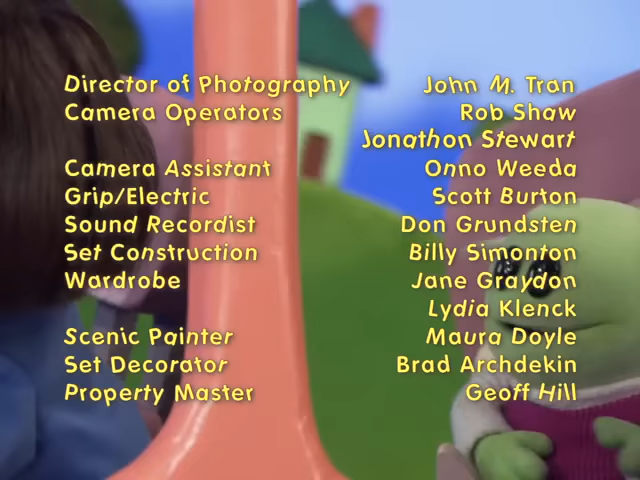 Director of Photography John M. Tran
Camera Operators Rob Shaw
Jonathon Stewart
Camera Assistant Onno Weeda
Grip/Electric Scott Burton
Sound Recordist Don Grundsten
Set Construction Billy Simonton
Wardrobe Jane Graydon
Lydia Klenck
Scenic Painter Maura Doyle
Set Decorator Brad Archdekin
Property Master Geoff Hill